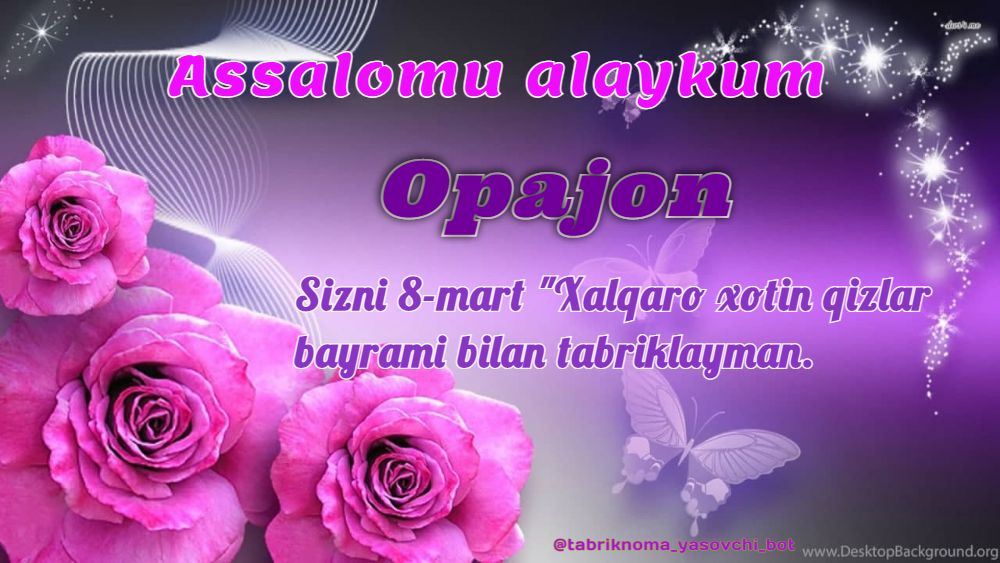 Assalomu alaykum
Opajon
Sizni 8-mart "Xalqaro xotin qizlar
bayrami bilan tabriklayman.
@tabriknoma_yasovchi_bot
www.DesktopBackground.org